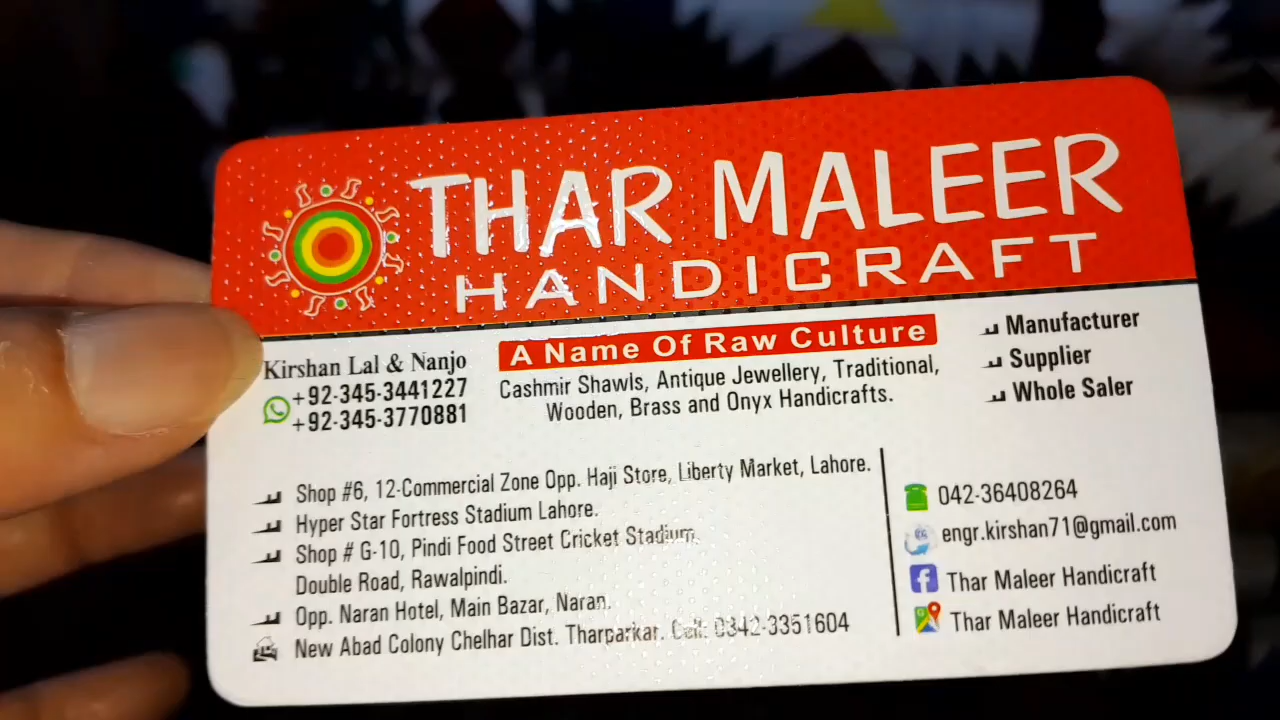 THAR MALEER
HANDICRAFT
Kirshan Lal & Nanjo
+92-345-3441227
+92-345-3770881
A Name Of Raw Culture
Cashmir Shawls, Antique Jewellery, Traditional,
Wooden, Brass and Onyx Handicrafts.
Manufacturer
Supplier
Whole Saler
Shop #6, 12-Commercial Zone Opp. Haji Store, Liberty Market, Lahore.
Hyper Star Fortress Stadium Lahore.
Shop # G-10, Pindi Food Street Cricket Stadium,
Double Road, Rawalpindi.
Opp. Naran Hotel, Main Bazar, Naran.
New Abad Colony Chelhar Dist. Tharparkar. Cell: 0342-3351604
042-36408264
engr.kirshan71@gmail.com
Thar Maleer Handicraft
Thar Maleer Handicraft